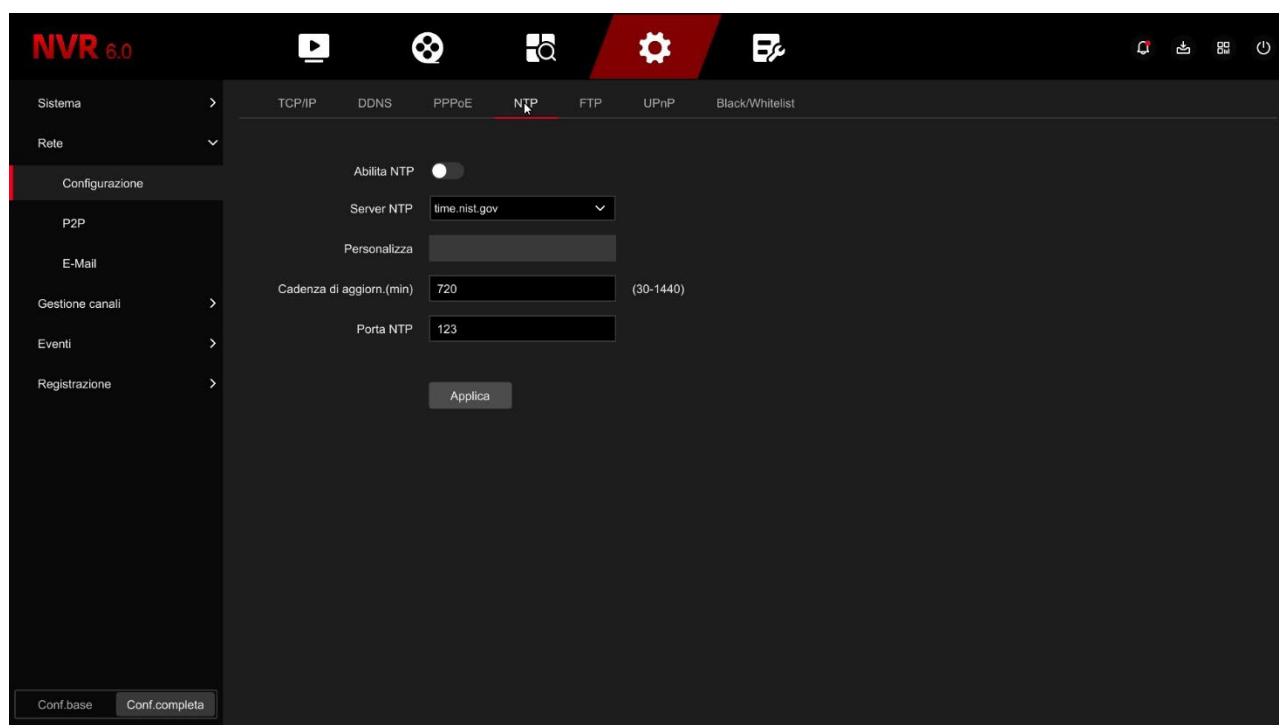 NVR 6.0
Sistema
Rete
Configurazione
P2P
E-Mail
Gestione canali
Eventi
Registrazione
Conf.base Conf.completa
TCP/IP DDNS PPPoE NTP FTP UPnP Black/Whitelist
Abilita NTP
Server NTP time.nist.gov
Personalizza
Cadenza di aggiorn.(min) 720 (30-1440)
Porta NTP 123
Applica